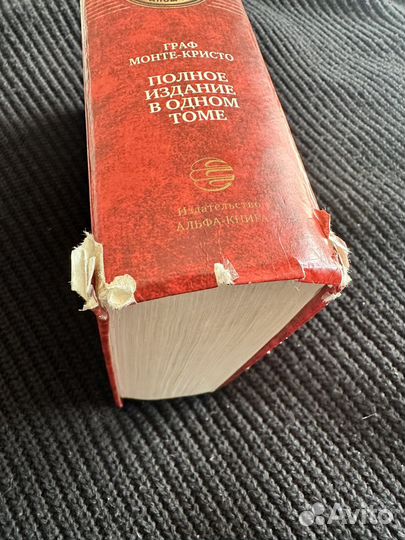 ГРАФ
МОНТЕ-КРИСТО
ПОЛНОЕ
ИЗДАНИЕ
В ОДНОМ
ТОМЕ
Издательство
АЛЬФА-КНИГА
Avito